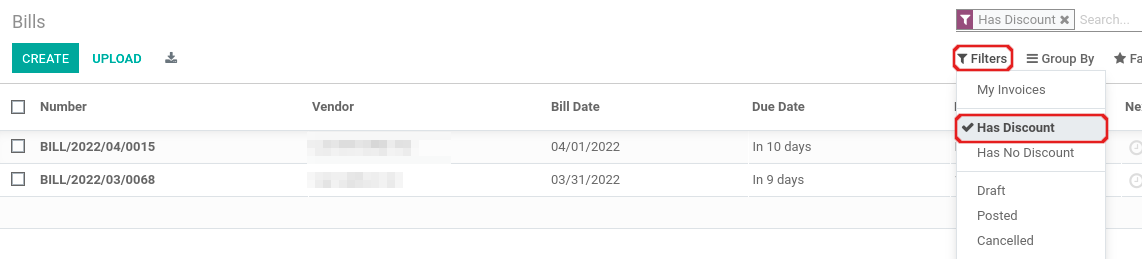 Bills
Has Discount ✖ Search...
CREATE UPLOAD
Filters Group By Fa
My Invoices
Number Vendor Bill Date Due Date Ne
Has Discount
BILL/2022/04/0015 04/01/2022 In 10 days
Has No Discount
BILL/2022/03/0068 03/31/2022 In 9 days
Draft
Posted
Cancelled